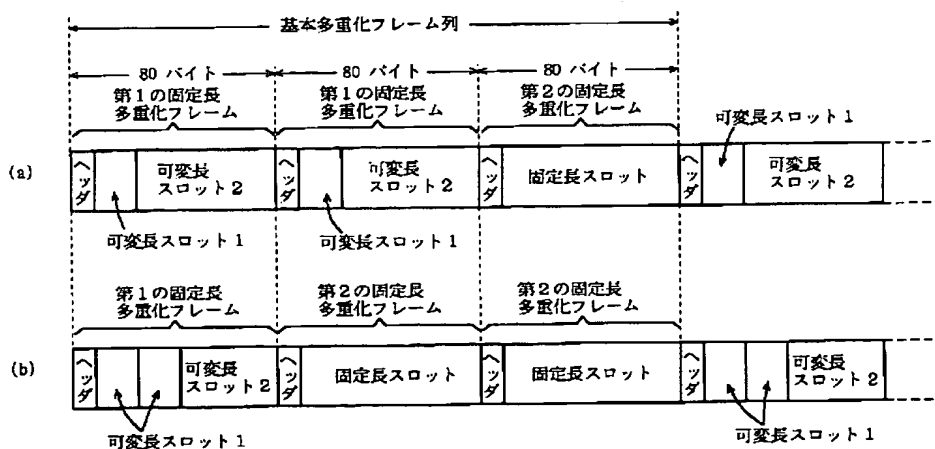 基本多重化フレーム列
80 バイト 80 バイト 80 バイト
第1の固定長
多重化フレーム
第1の固定長
多重化フレーム
第2の固定長
多重化フレーム
可変長スロット1
(a)
ヘッダ
可変長
スロット2
ヘッダ
可変長
スロット2
ヘッダ
固定長スロット
ヘッダ
可変長
スロット2
可変長スロット1
可変長スロット1
第1の固定長
多重化フレーム
第2の固定長
多重化フレーム
第2の固定長
多重化フレーム
(b)
ヘッダ
可変長
スロット2
ヘッダ
固定長スロット
ヘッダ
固定長スロット
ヘッダ
可変長
スロット2
可変長スロット1
可変長スロット1